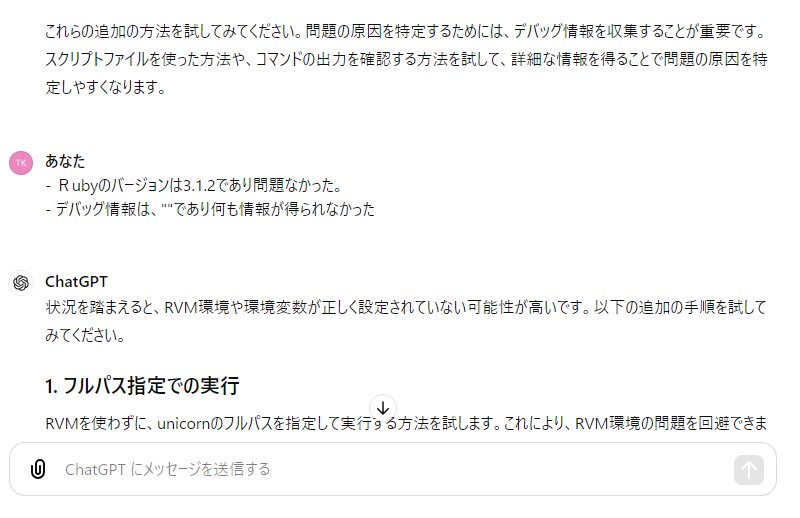 これらの追加の方法を試してみてください。問題の原因を特定するためには、デバッグ情報を収集することが重要です。
スクリプトファイルを使った方法や、コマンドの出力を確認する方法を試して、詳細な情報を得ることで問題の原因を特
定しやすくなります。
TK
あなた
- Ｒubyのバージョンは3.1.2であり問題なかった。
- デバッグ情報は、""であり何も情報が得られなかった
ChatGPT
状況を踏まえると、RVM環境や環境変数が正しく設定されていない可能性が高いです。以下の追加の手順を試して
みてください。
1. フルパス指定での実行
RVMを使わずに、unicornのフルパスを指定して実行する方法を試します。これにより、RVM環境の問題を回避できま
ChatGPT にメッセージを送信する